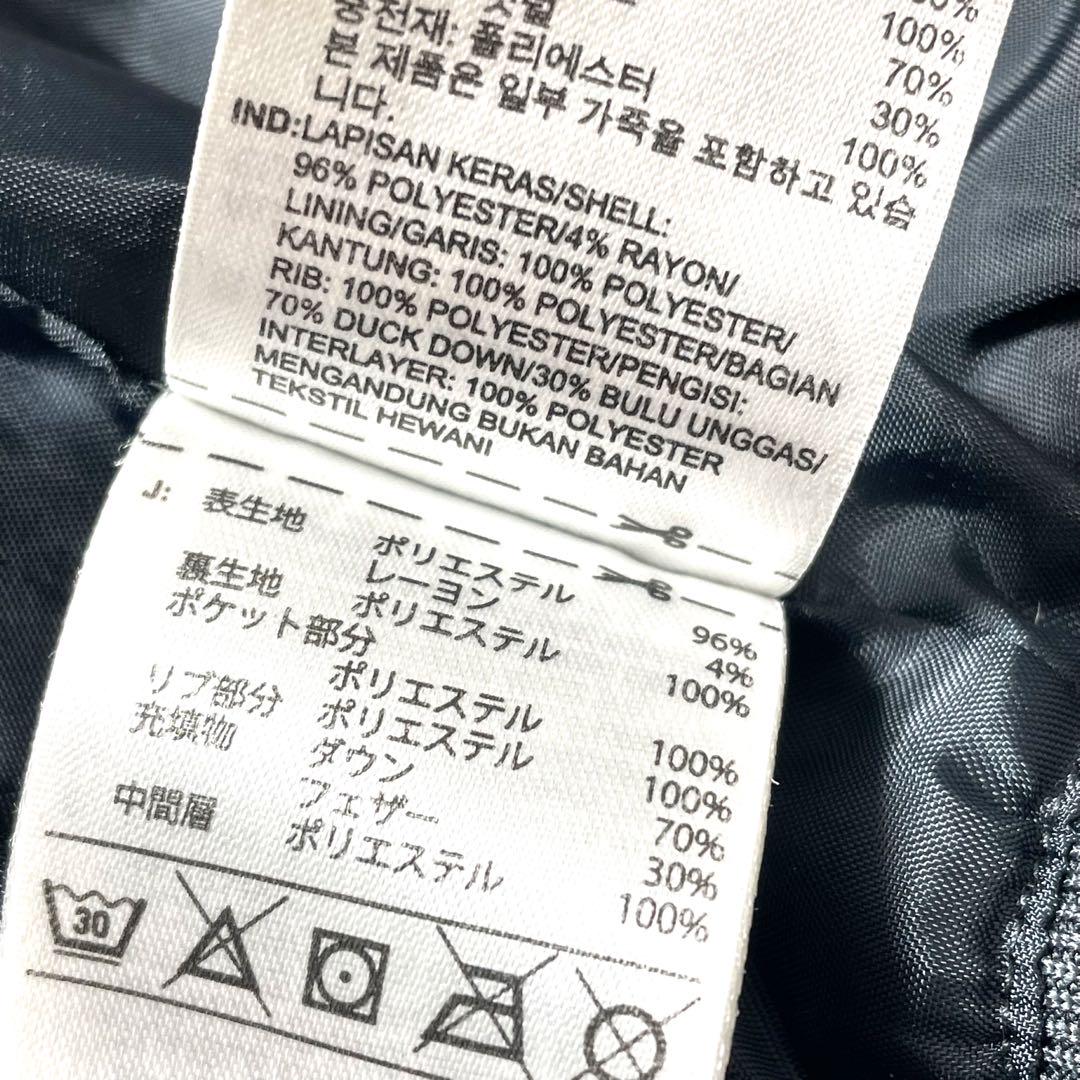 100%
70%
충전재: 폴리에스터 30%
본 제품은 일부 가죽을 포함하고 있습 100%
니다.
IND:LAPISAN KERAS/SHELL:
96% POLYESTER/4% RAYON/
LINING/GARIS: 100% POLYESTER/
KANTUNG: 100% POLYESTER/BAGIAN
RIB: 100% POLYESTER/PENGISI:
70% DUCK DOWN/30% BULU UNGGAS/
INTERLAYER: 100% POLYESTER
MENGANDUNG BUKAN BAHAN
TEKSTIL HEWANI
J: 表生地 ポリエステル 96%
レーヨン 4%
裏生地 ポリエステル 100%
ポケット部分
ポリエステル 100%
リブ部分 ポリエステル 100%
充填物 ダウン 70%
フェザー 30%
中間層 ポリエステル 100%
30